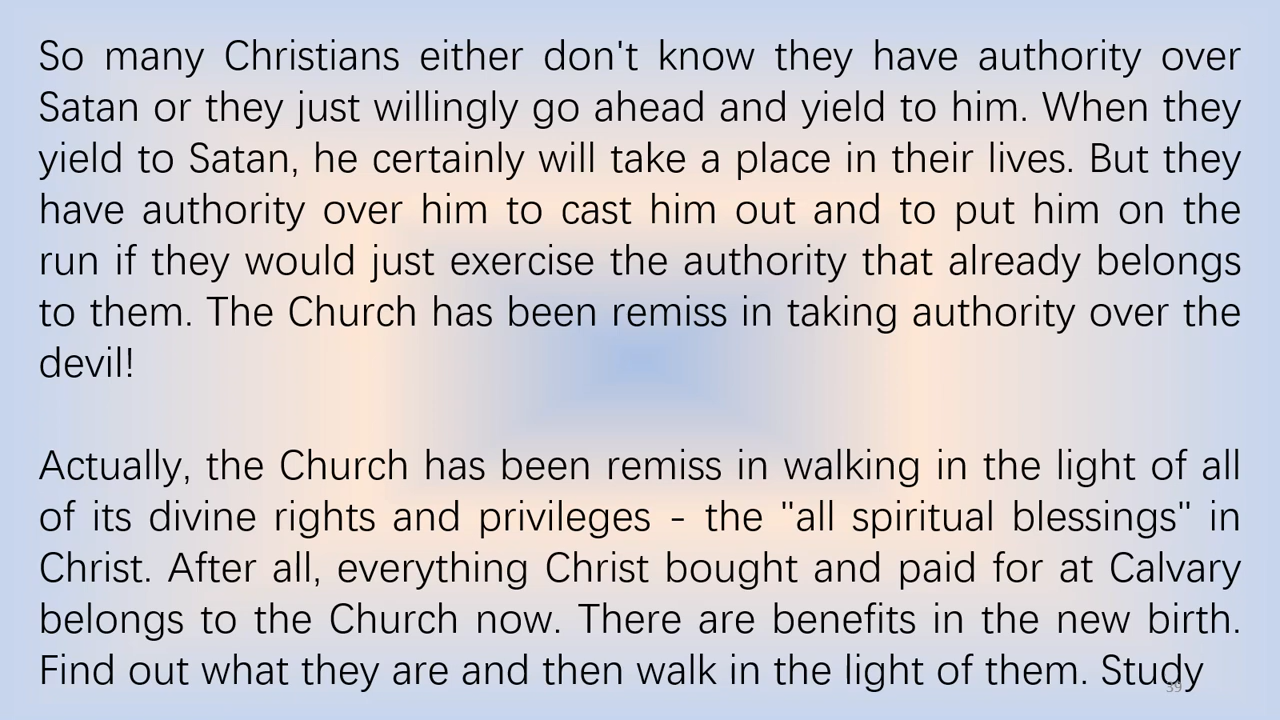 So many Christians either don't know they have authority over
Satan or they just willingly go ahead and yield to him. When they
yield to Satan, he certainly will take a place in their lives. But they
have authority over him to cast him out and to put him on the
run if they would just exercise the authority that already belongs
to them. The Church has been remiss in taking authority over the
devil!
Actually, the Church has been remiss in walking in the light of all
of its divine rights and privileges - the "all spiritual blessings" in
Christ. After all, everything Christ bought and paid for at Calvary
belongs to the Church now. There are benefits in the new birth.
Find out what they are and then walk in the light of them. Study
39